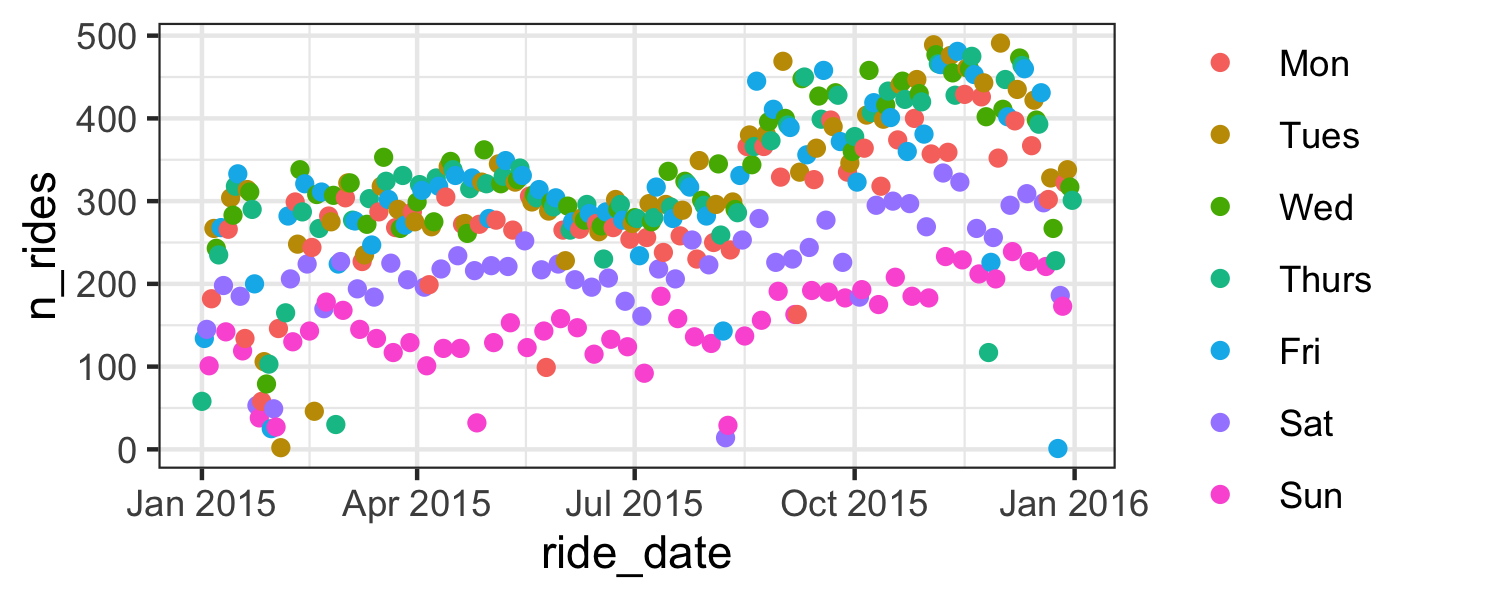 n_rides
500
400
300
200
100
0
Jan 2015 Apr 2015 Jul 2015 Oct 2015 Jan 2016
ride_date
Mon
Tues
Wed
Thurs
Fri
Sat
Sun